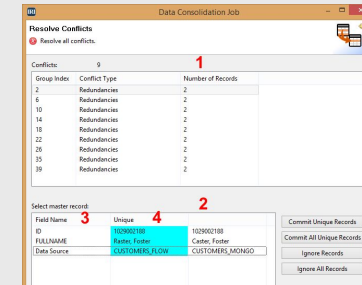 IRI Data Consolidation Job
Resolve Conflicts
Resolve all conflicts.
Conflicts: 9 1
Group Index Conflict Type Number of Records
2 Redundancies 2
6 Redundancies 2
10 Redundancies 2
14 Redundancies 2
18 Redundancies 2
22 Redundancies 2
26 Redundancies 2
35 Redundancies 2
39 Redundancies 2
Select master record: 2
Field Name 3 Unique 4
ID 1029002188 1029002188
FULLNAME Raster, Foster Caster, Foster
Data Source CUSTOMERS_FLOW CUSTOMERS_MONGO
Commit Unique Records
Commit All Unique Records
Ignore Records
Ignore All Records